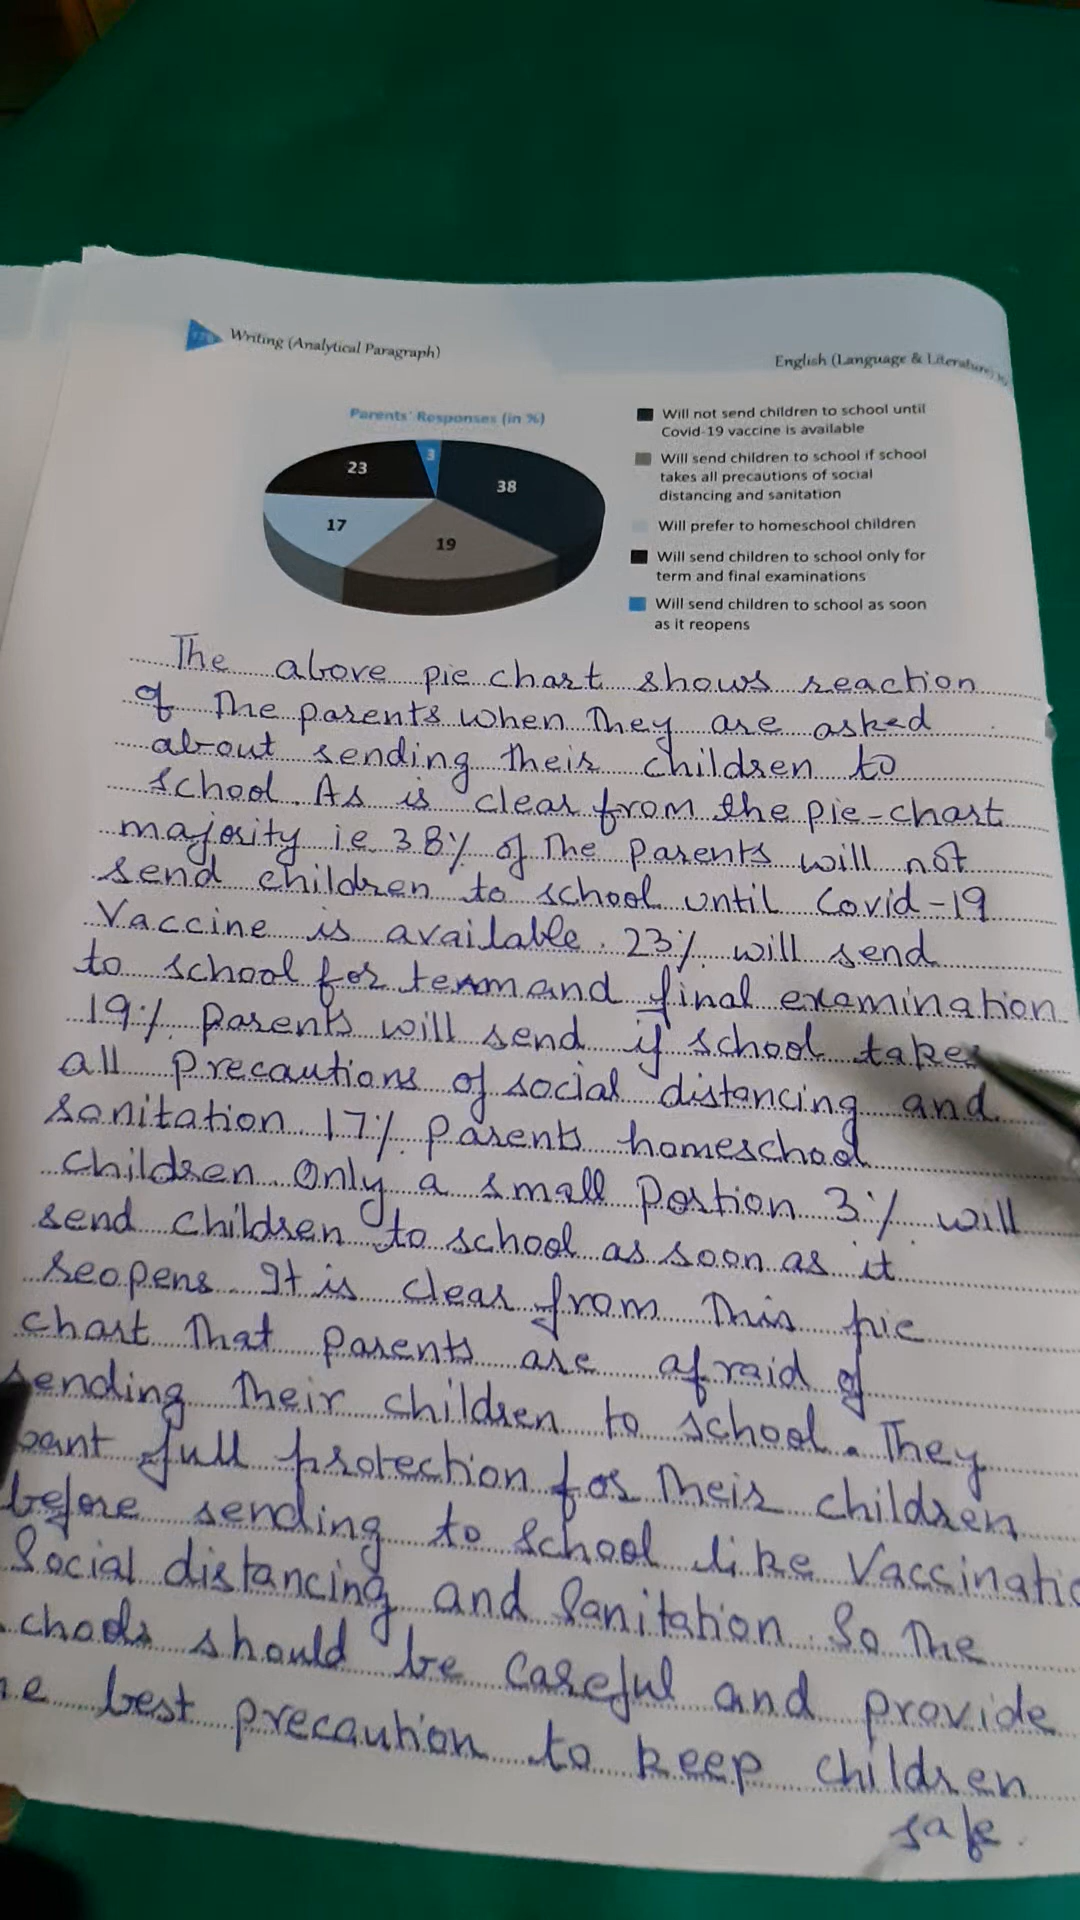 Writing (Analytical Paragraph)
English (Language & Literature)
Parents' Responses (in %)
3
23
38
17
19
Will not send children to school until
Covid-19 vaccine is available
Will send children to school if school
takes all precautions of social
distancing and sanitation
Will prefer to homeschool children
Will send children to school only for
term and final examinations
Will send children to school as soon
as it reopens
The above pie chart shows reaction
of the parents when they are asked
about sending their children to
school. As is clear from the pie-chart
majority ie 38% of the parents will not
send children to school until Covid-19
Vaccine is available. 23% will send
to school for term and final examination
19% parents will send if school takes
all precautions of social distancing and
sanitation 17% parents homeschool
children. Only a small portion 3% will
send children to school as soon as it
reopens. It is clear from this pie
chart that parents are afraid of
sending their children to school. They
want full protection for their children
before sending to school like Vaccinatio
Social distancing and Sanitation. So the
chools should be careful and provide
he best precaution to keep children
safe.